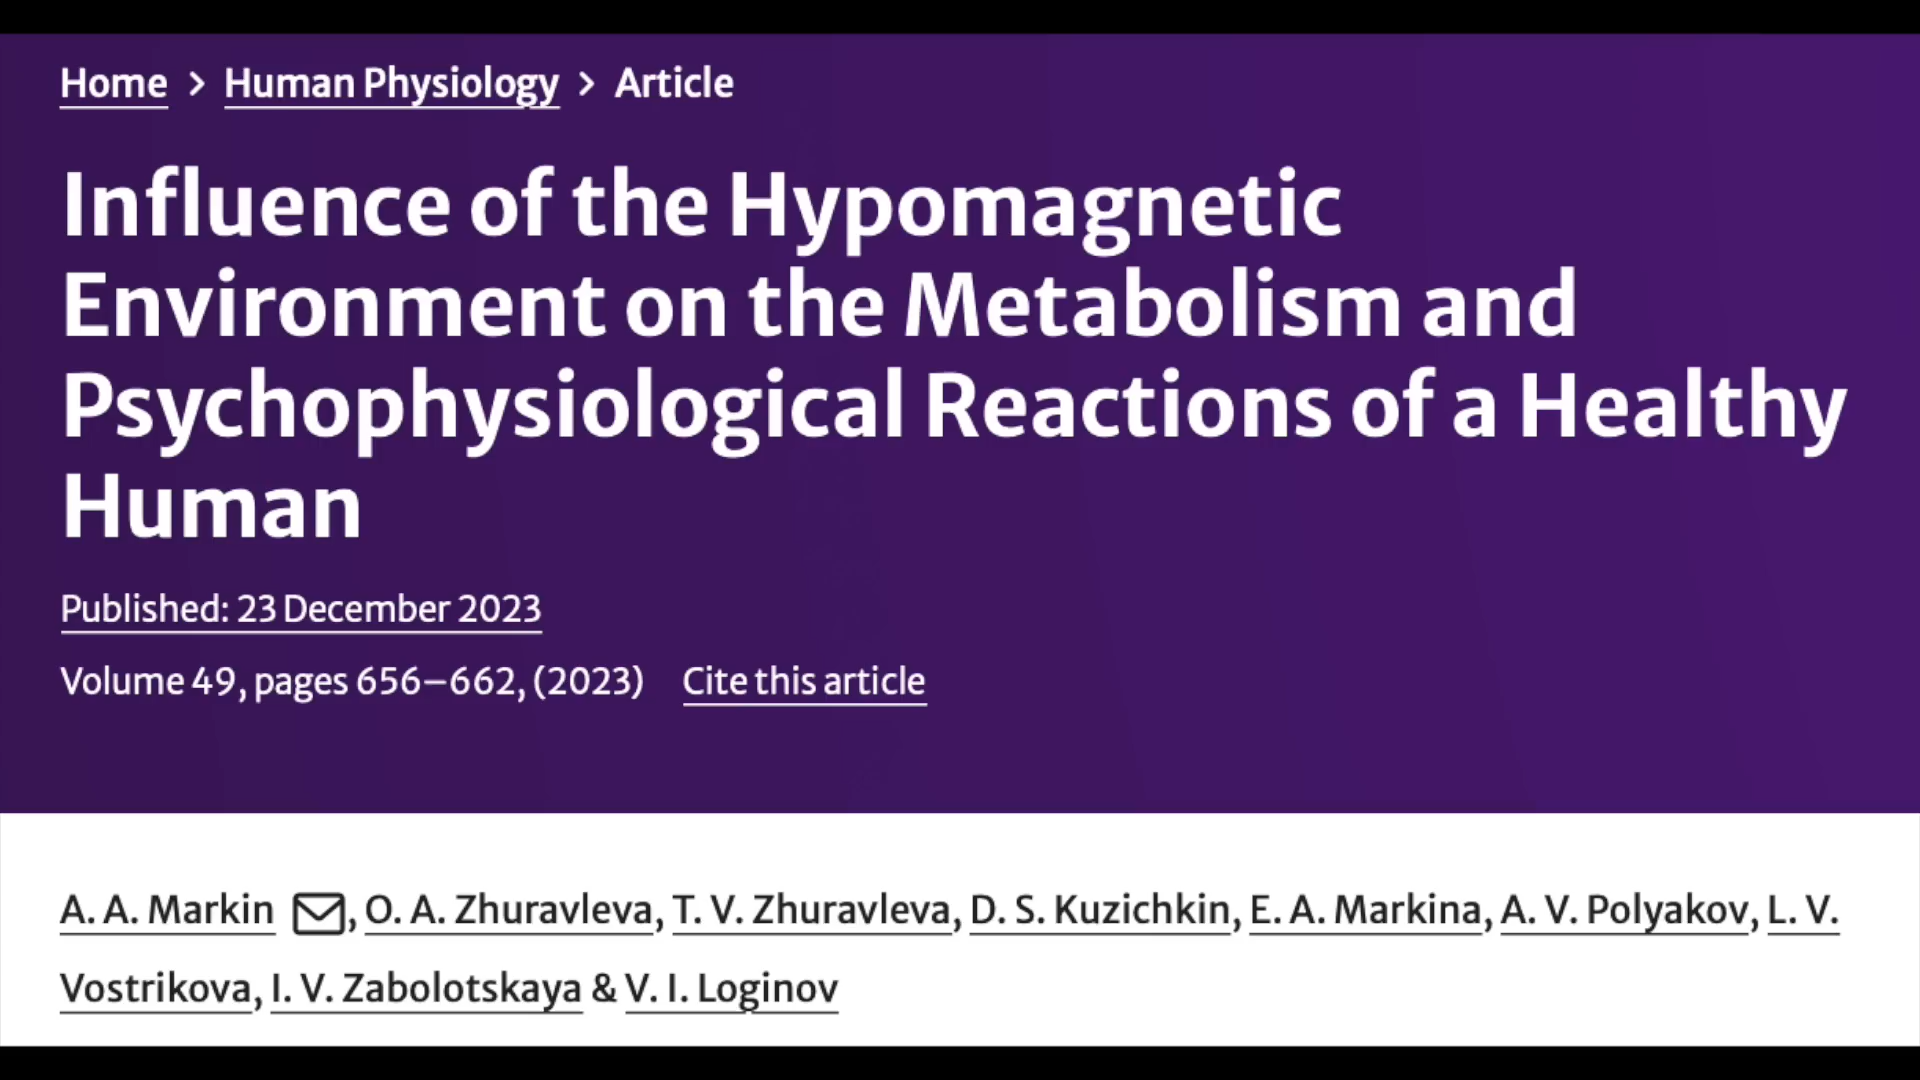 Home > Human Physiology > Article
Influence of the Hypomagnetic
Environment on the Metabolism and
Psychophysiological Reactions of a Healthy
Human
Published: 23 December 2023
Volume 49, pages 656–662, (2023) Cite this article
A. A. Markin, O. A. Zhuravleva, T. V. Zhuravleva, D. S. Kuzichkin, E. A. Markina, A. V. Polyakov, L. V.
Vostrikova, I. V. Zabolotskaya & V. I. Loginov